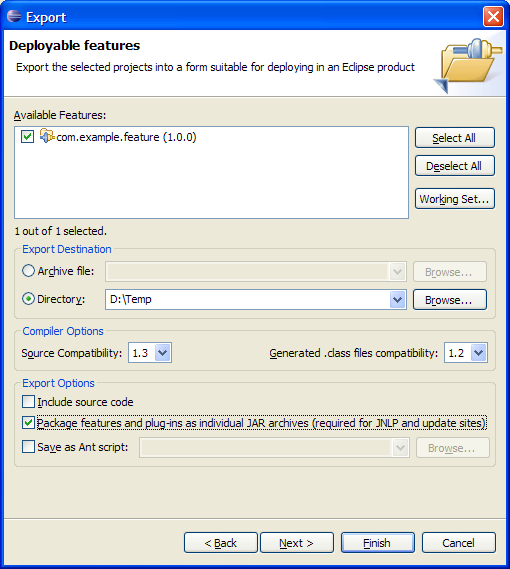 Export
Deployable features
Export the selected projects into a form suitable for deploying in an Eclipse product
Available Features:
com.example.feature (1.0.0)
Select All
Deselect All
Working Set...
1 out of 1 selected.
Export Destination
Archive file: Browse...
Directory: D:\Temp Browse...
Compiler Options
Source Compatibility: 1.3 Generated .class files compatibility: 1.2
Export Options
Include source code
Package features and plug-ins as individual JAR archives (required for JNLP and update sites)
Save as Ant script: Browse...
< Back Next > Finish Cancel